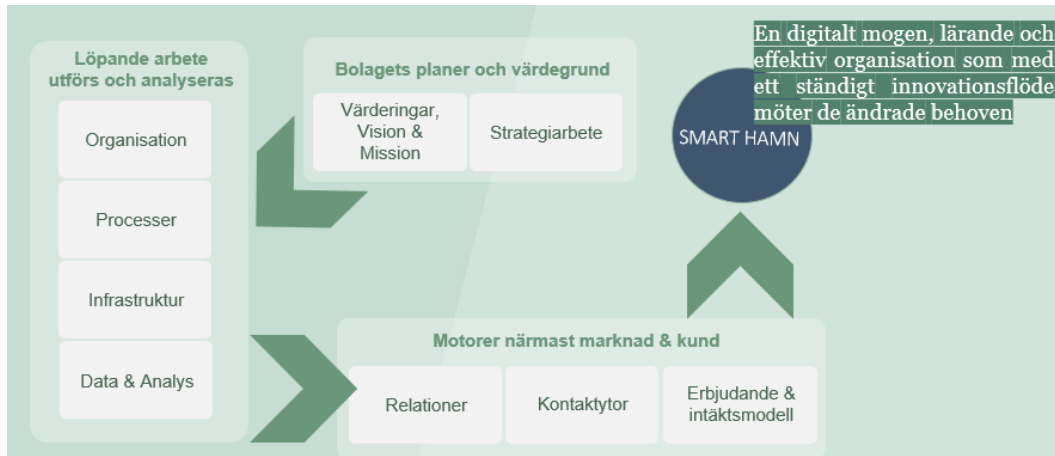 Löpande arbete
utförs och analyseras
Organisation
Processer
Infrastruktur
Data & Analys
Bolagets planer och värdegrund
Värderingar,
Vision &
Mission
Strategiarbete
Motorer närmast marknad & kund
Relationer
Kontaktytor
Erbjudande &
intäktsmodell
SMART HAMN
En digitalt mogen, lärande och
effektiv organisation som med
ett ständigt innovationsflöde
möter de ändrade behoven